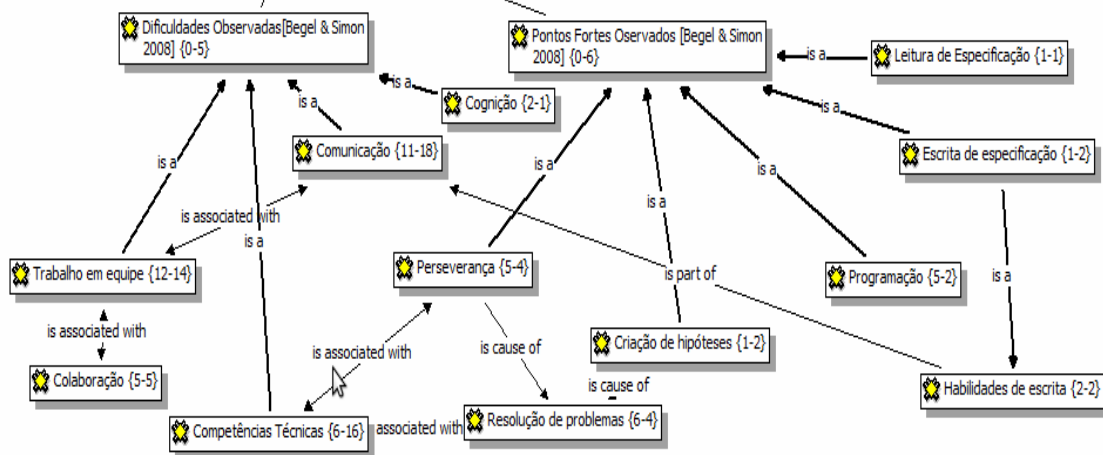 Dificuldades Observadas[Begel & Simon
2008] {0-5}
Pontos Fortes Oservados [Begel & Simon
2008] {0-6}
is a
Leitura de Especificação {1-1}
is a
Cognição {2-1}
is a
is a
Comunicação {11-18}
Escrita de especificação {1-2}
is a
is a
is a
is associated with
is a
is a
Trabalho em equipe {12-14}
Perseverança {5-4}
is part of
Programação {5-2}
is a
is associated with
is associated with
is cause of
Criação de hipóteses {1-2}
Colaboração {5-5}
is cause of
Habilidades de escrita {2-2}
Competências Técnicas {6-16}
associated with
Resolução de problemas {6-4}